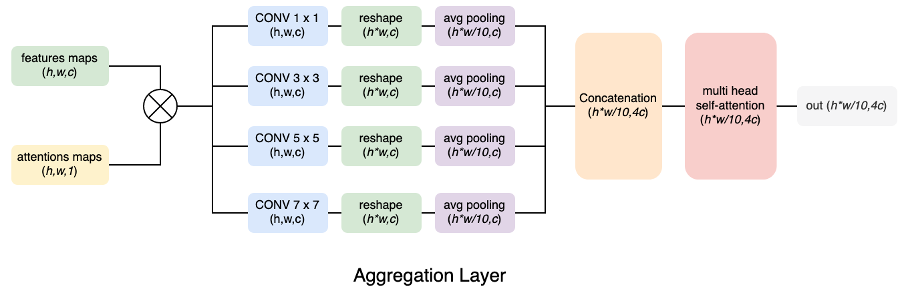 features maps
(h,w,c)
attentions maps
(h,w,1)
CONV 1 x 1
(h,w,c)
reshape
(h*w,c)
avg pooling
(h*w/10,c)
CONV 3 x 3
(h,w,c)
reshape
(h*w,c)
avg pooling
(h*w/10,c)
CONV 5 x 5
(h,w,c)
reshape
(h*w,c)
avg pooling
(h*w/10,c)
CONV 7 x 7
(h,w,c)
reshape
(h*w,c)
avg pooling
(h*w/10,c)
Concatenation
(h*w/10,4c)
multi head
self-attention
(h*w/10,4c)
out (h*w/10,4c)
Aggregation Layer